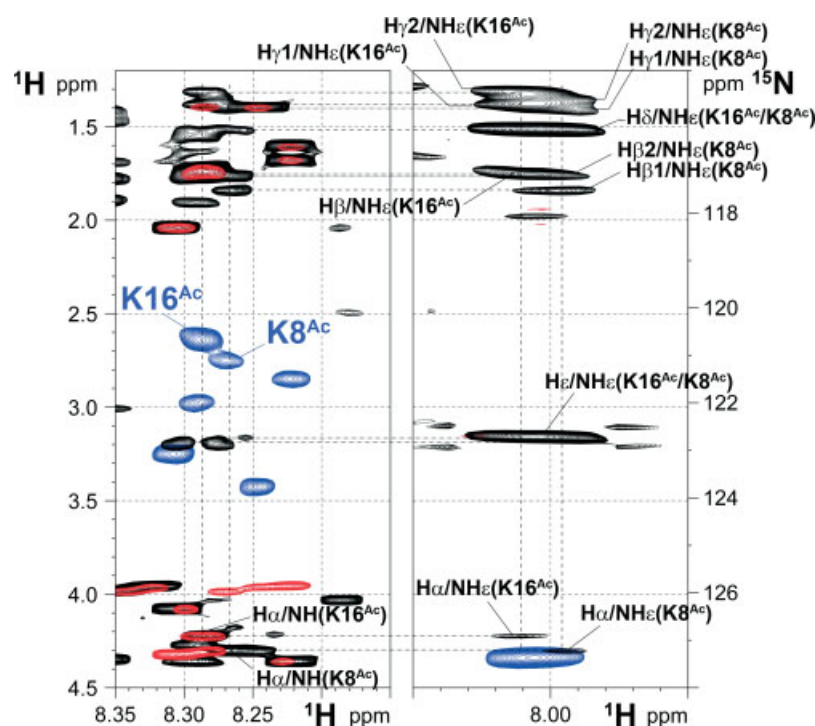 Hγ2/NHε(K16ᴬᶜ)
Hγ1/NHε(K16ᴬᶜ)
Hγ2/NHε(K8ᴬᶜ)
Hγ1/NHε(K8ᴬᶜ)
¹H ppm
ppm ¹⁵N
1.5
Hδ/NHε(K16ᴬᶜ/K8ᴬᶜ)
Hβ2/NHε(K8ᴬᶜ)
Hβ1/NHε(K8ᴬᶜ)
Hβ/NHε(K16ᴬᶜ)
2.0
118
K16ᴬᶜ
K8ᴬᶜ
2.5
120
Hε/NHε(K16ᴬᶜ/K8ᴬᶜ)
3.0
122
3.5
124
4.0
126
Hα/NH(K16ᴬᶜ)
Hα/NHε(K16ᴬᶜ)
Hα/NHε(K8ᴬᶜ)
Hα/NH(K8ᴬᶜ)
4.5
8.35 8.30 8.25 ¹H ppm
8.00 ¹H ppm